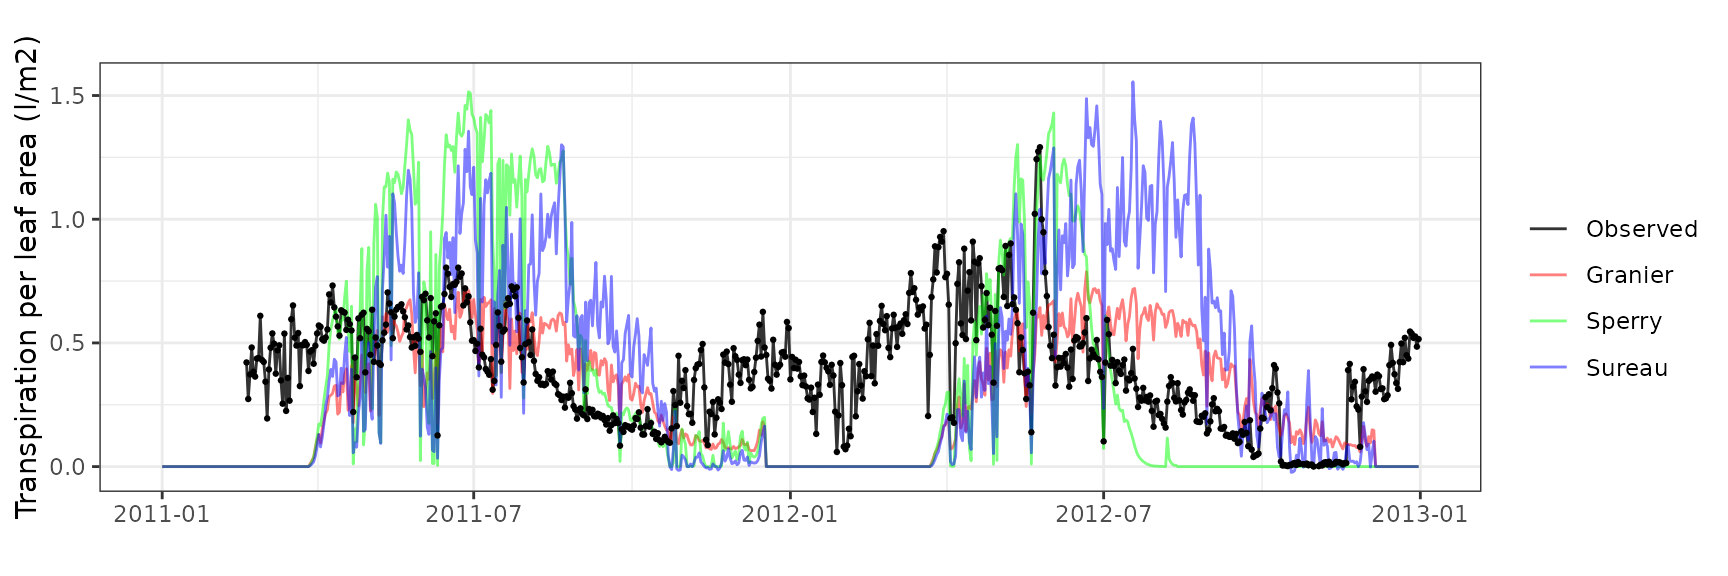 Transpiration per leaf area (l/m2)
1.5
1.0
0.5
0.0
2011-01
2011-07
2012-01
2012-07
2013-01
Observed
Granier
Sperry
Sureau